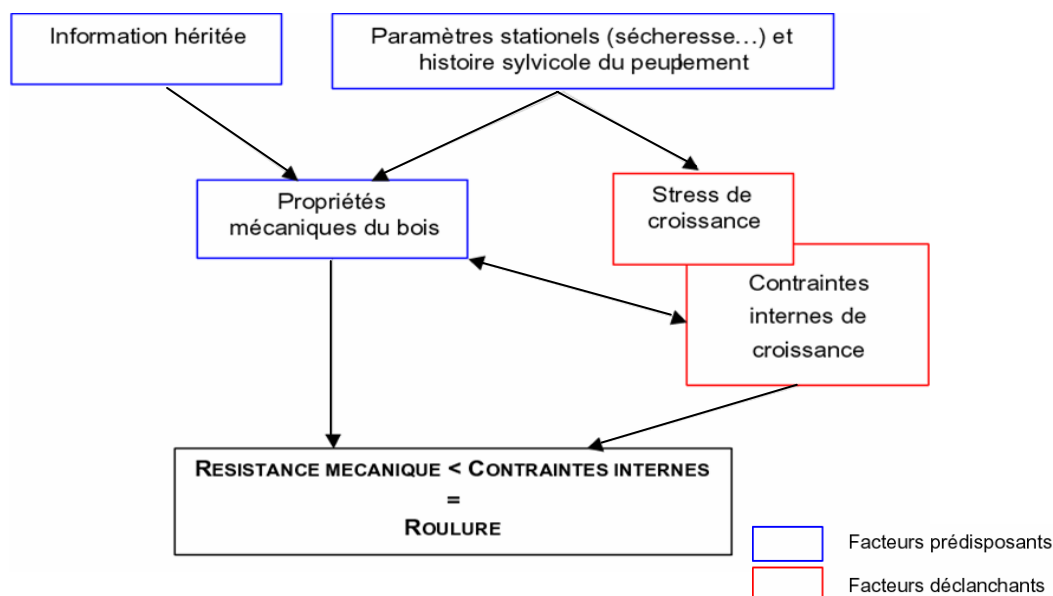 Information héritée
Paramètres stationels (sécheresse…) et
histoire sylvicole du peuplement
Propriétés
mécaniques du bois
Stress de
croissance
Contraintes
internes de
croissance
RESISTANCE MECANIQUE < CONTRAINTES INTERNES
=
ROULURE
Facteurs prédisposants
Facteurs déclanchants